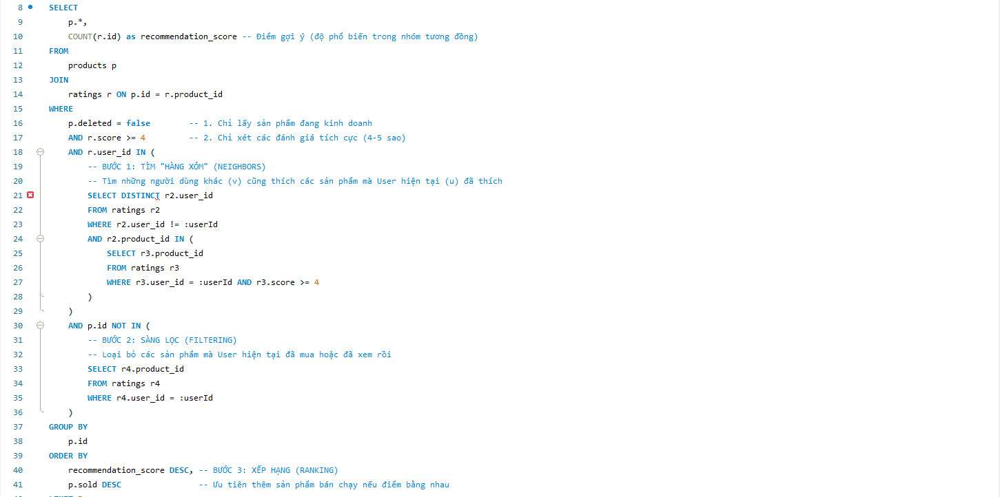 8 SELECT
9 p.*,
10 COUNT(r.id) as recommendation_score -- Điểm gợi ý (độ phổ biến trong nhóm tương đồng)
11 FROM
12 products p
13 JOIN
14 ratings r ON p.id = r.product_id
15 WHERE
16 p.deleted = false -- 1. Chỉ lấy sản phẩm đang kinh doanh
17 AND r.score >= 4 -- 2. Chỉ xét các đánh giá tích cực (4-5 sao)
18 AND r.user_id IN (
19 -- BƯỚC 1: TÌM "HÀNG XÓM" (NEIGHBORS)
20 -- Tìm những người dùng khác (v) cũng thích các sản phẩm mà User hiện tại (u) đã thích
21 SELECT DISTINCT r2.user_id
22 FROM ratings r2
23 WHERE r2.user_id != :userId
24 AND r2.product_id IN (
25 SELECT r3.product_id
26 FROM ratings r3
27 WHERE r3.user_id = :userId AND r3.score >= 4
28 )
29 )
30 AND p.id NOT IN (
31 -- BƯỚC 2: SÀNG LỌC (FILTERING)
32 -- Loại bỏ các sản phẩm mà User hiện tại đã mua hoặc đã xem rồi
33 SELECT r4.product_id
34 FROM ratings r4
35 WHERE r4.user_id = :userId
36 )
37 GROUP BY
38 p.id
39 ORDER BY
40 recommendation_score DESC, -- BƯỚC 3: XẾP HẠNG (RANKING)
41 p.sold DESC -- Ưu tiên thêm sản phẩm bán chạy nếu điểm bằng nhau